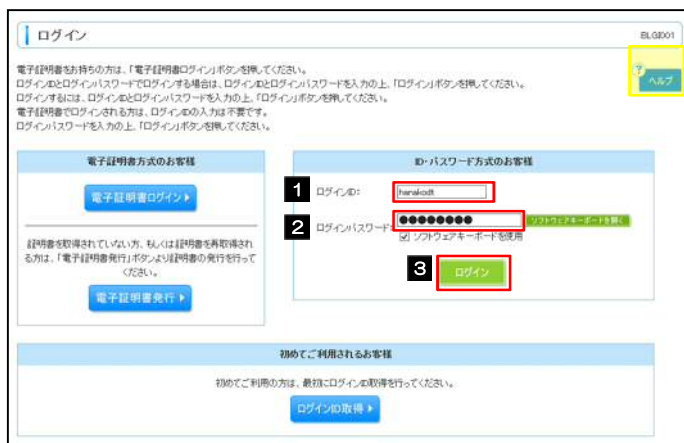 ログイン
BLGI001
?
ヘルプ
電子証明書をお持ちの方は、「電子証明書ログイン」ボタンを押してください。
ログインIDとログインパスワードでログインする場合は、ログインIDとログインパスワードを入力の上、「ログイン」ボタンを押してください。
ログインするには、ログインIDとログインパスワードを入力の上、「ログイン」ボタンを押してください。
電子証明書でログインされる方は、ログインIDの入力は不要です。
ログインパスワードを入力の上、「ログイン」ボタンを押してください。
電子証明書方式のお客様
電子証明書ログイン
証明書を取得されていない方、もしくは証明書を再取得され
る方は、「電子証明書発行」ボタンより証明書の発行を行って
ください。
電子証明書発行
ID・パスワード方式のお客様
1 ログインID: hanakodt
2 ログインパスワード: ●●●●●●●● ソフトウェアキーボードを開く
ソフトウェアキーボードを使用
3 ログイン
初めてご利用されるお客様
初めてご利用の方は、最初にログインID取得を行ってください。
ログインID取得